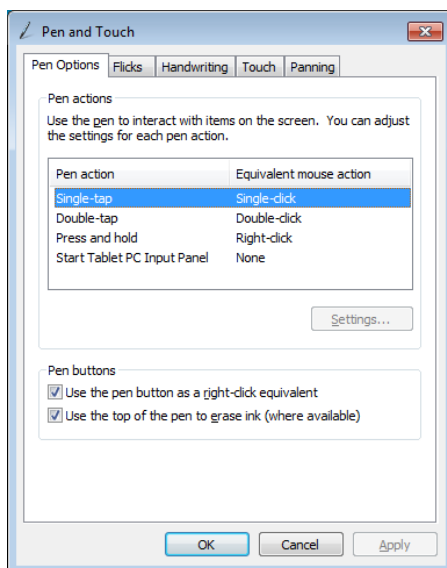 Pen and Touch
Pen Options Flicks Handwriting Touch Panning
Pen actions
Use the pen to interact with items on the screen. You can adjust
the settings for each pen action.
Pen action Equivalent mouse action
Single-tap Single-click
Double-tap Double-click
Press and hold Right-click
Start Tablet PC Input Panel None
Settings...
Pen buttons
Use the pen button as a right-click equivalent
Use the top of the pen to erase ink (where available)
OK Cancel Apply